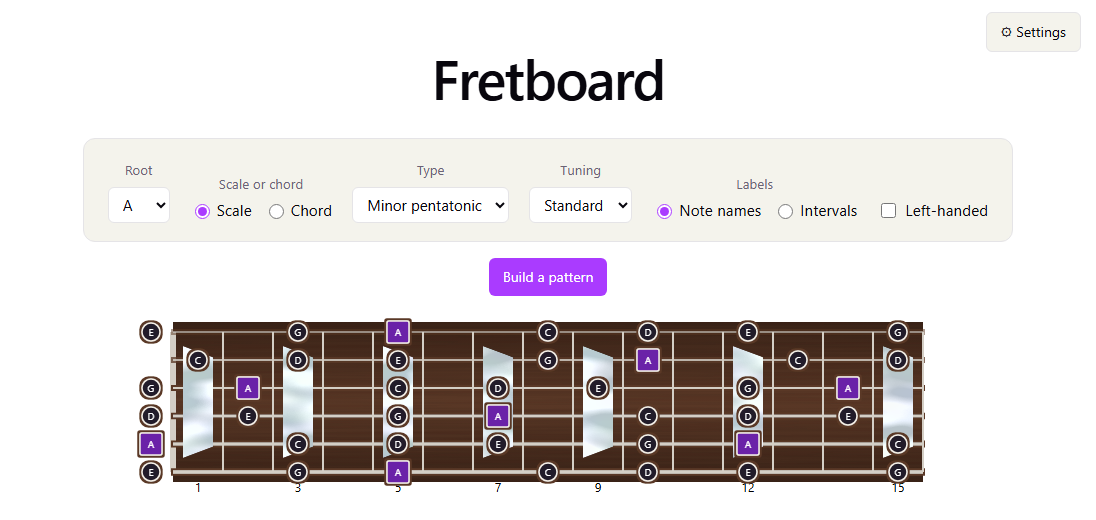 ⚙ Settings
Fretboard
Root
Scale or chord
Type
Tuning
Labels
A
Scale
Chord
Minor pentatonic
Standard
Note names
Intervals
Left-handed
Build a pattern
E G A C D E G
C D E G A C D
G A C D E G A
D E G A C D E
A C D E G A C
E G A C D E G
1 3 5 7 9 12 15